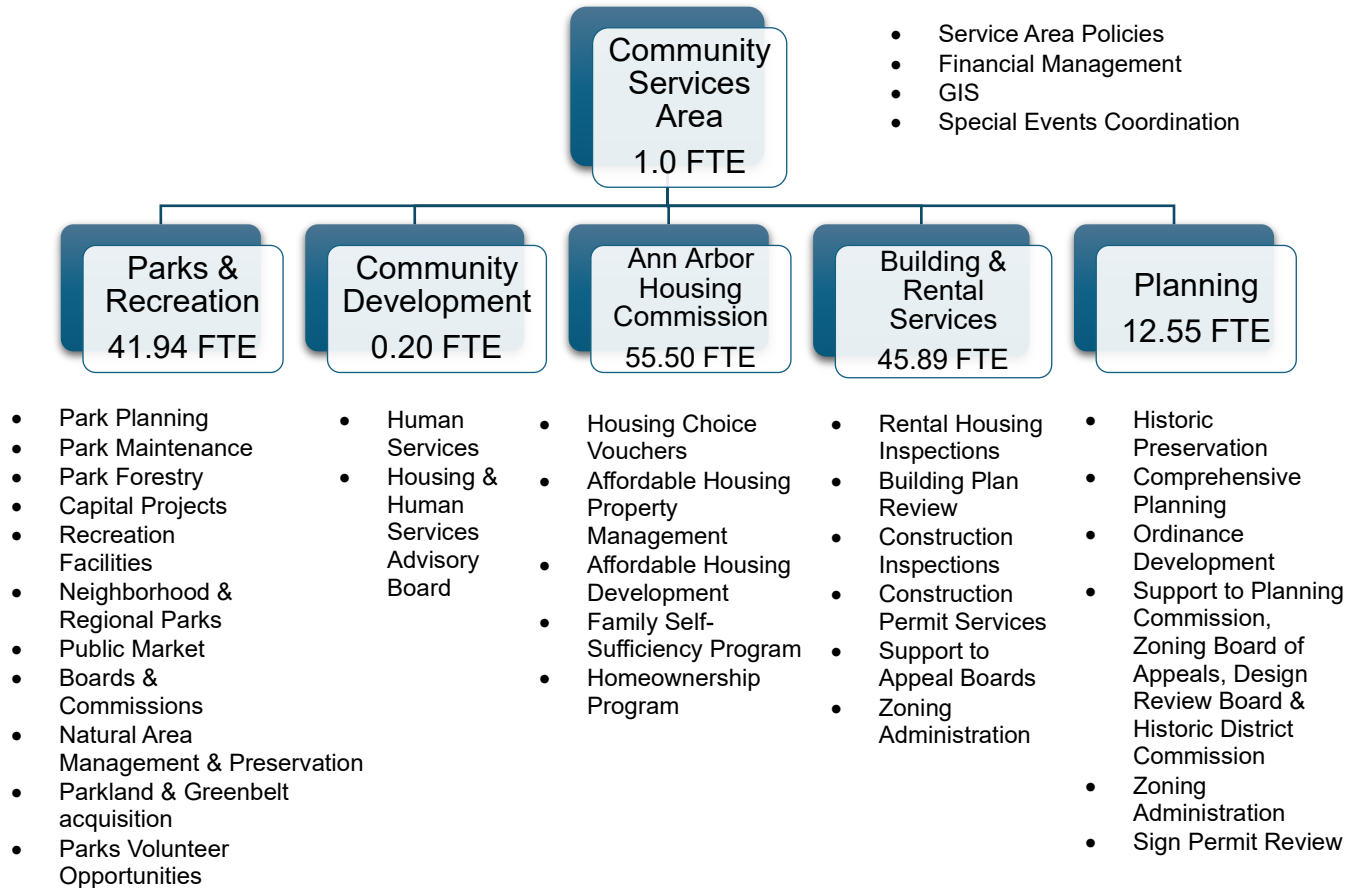 Community
Services
Area
1.0 FTE
• Service Area Policies
• Financial Management
• GIS
• Special Events Coordination
Parks &
Recreation
41.94 FTE
Community
Development
0.20 FTE
Ann Arbor
Housing
Commission
55.50 FTE
Building &
Rental
Services
45.89 FTE
Planning
12.55 FTE
• Park Planning
• Park Maintenance
• Park Forestry
• Capital Projects
• Recreation
Facilities
• Neighborhood &
Regional Parks
• Public Market
• Boards &
Commissions
• Natural Area
Management & Preservation
• Parkland & Greenbelt
acquisition
• Parks Volunteer
Opportunities
• Human
Services
• Housing &
Human
Services
Advisory
Board
• Housing Choice
Vouchers
• Affordable Housing
Property
Management
• Affordable Housing
Development
• Family Self-
Sufficiency Program
• Homeownership
Program
• Rental Housing
Inspections
• Building Plan
Review
• Construction
Inspections
• Construction
Permit Services
• Support to
Appeal Boards
• Zoning
Administration
• Historic
Preservation
• Comprehensive
Planning
• Ordinance
Development
• Support to Planning
Commission,
Zoning Board of
Appeals, Design
Review Board &
Historic District
Commission
• Zoning
Administration
• Sign Permit Review